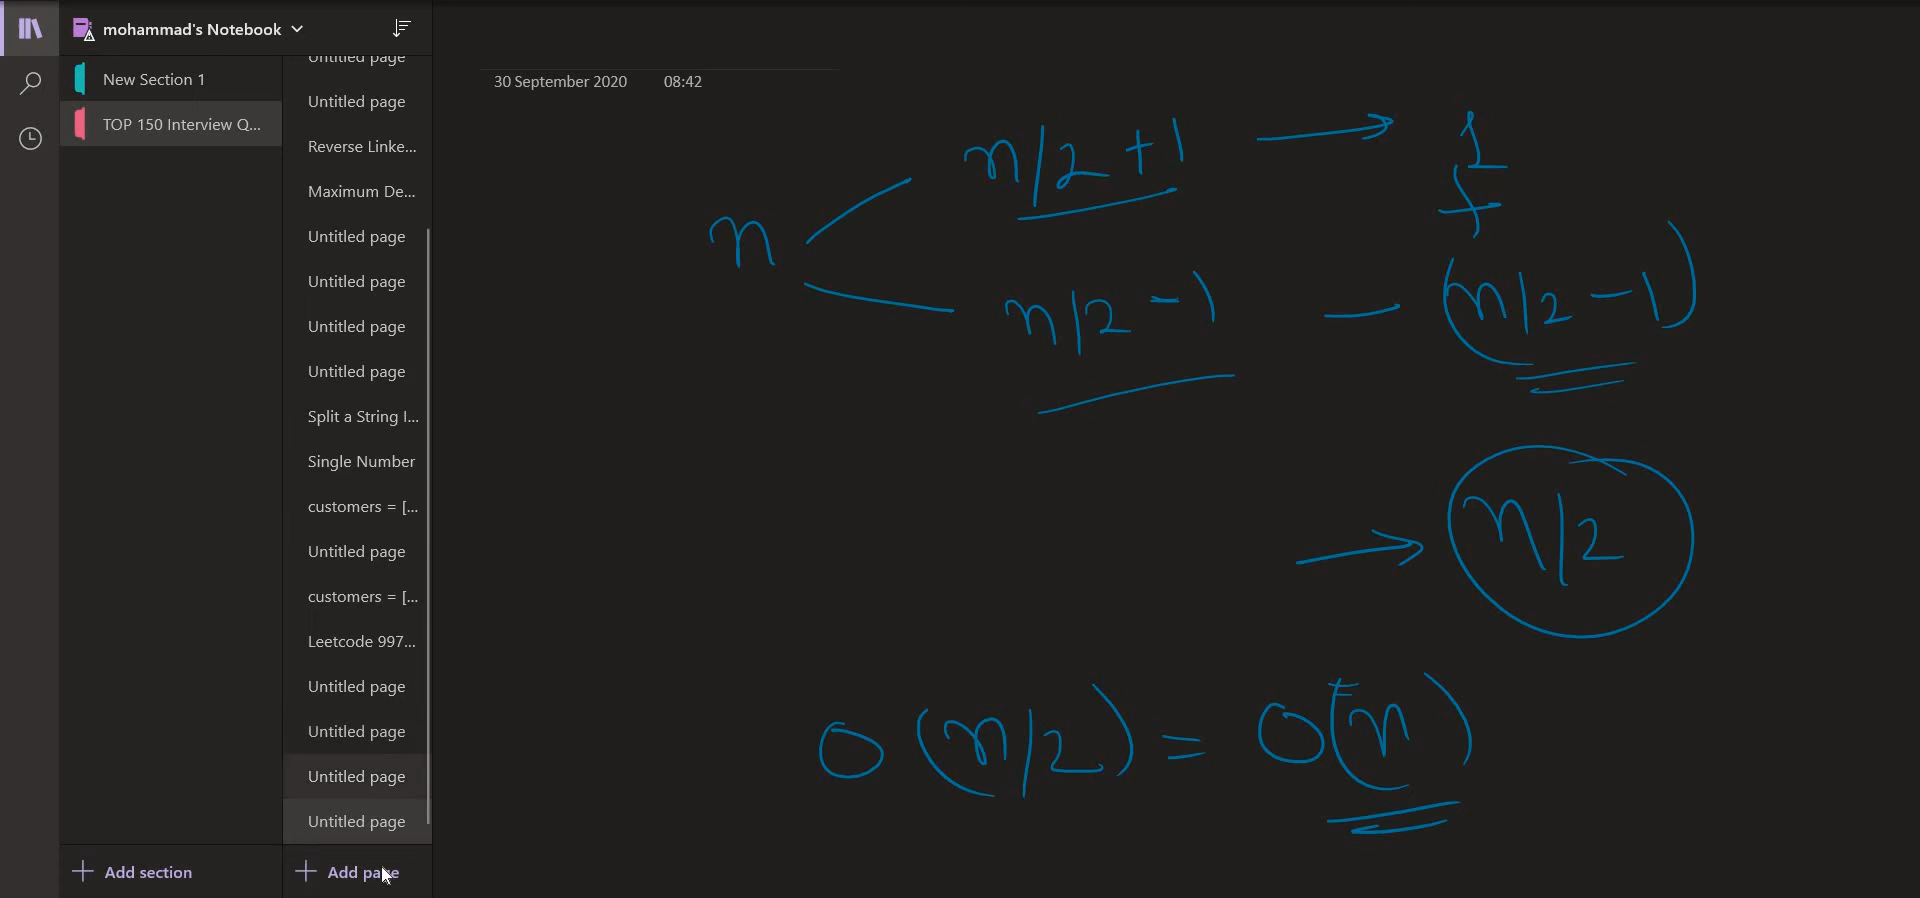 mohammad's Notebook
New Section 1
TOP 150 Interview Q...
Untitled page
Untitled page
Reverse Linke...
Maximum De...
Untitled page
Untitled page
Untitled page
Untitled page
Split a String I...
Single Number
customers = [...
Untitled page
customers = [...
Leetcode 997...
Untitled page
Untitled page
Untitled page
Untitled page
+ Add section
+ Add page
30 September 2020 08:42
n/2 + 1 → 1
n
+
n/2 - 1 — (n/2 - 1)
→ n/2
O(n/2) = O(n)